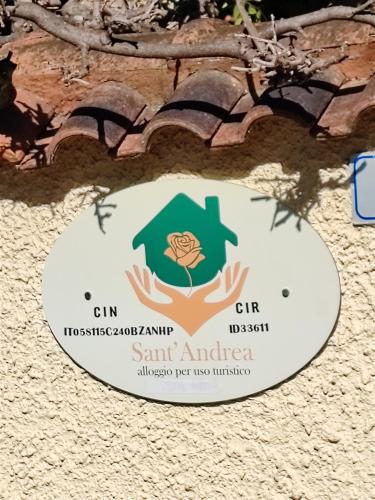 CIN CIR
IT058115C240BZANHP ID33611
Sant'Andrea
alloggio per uso turistico